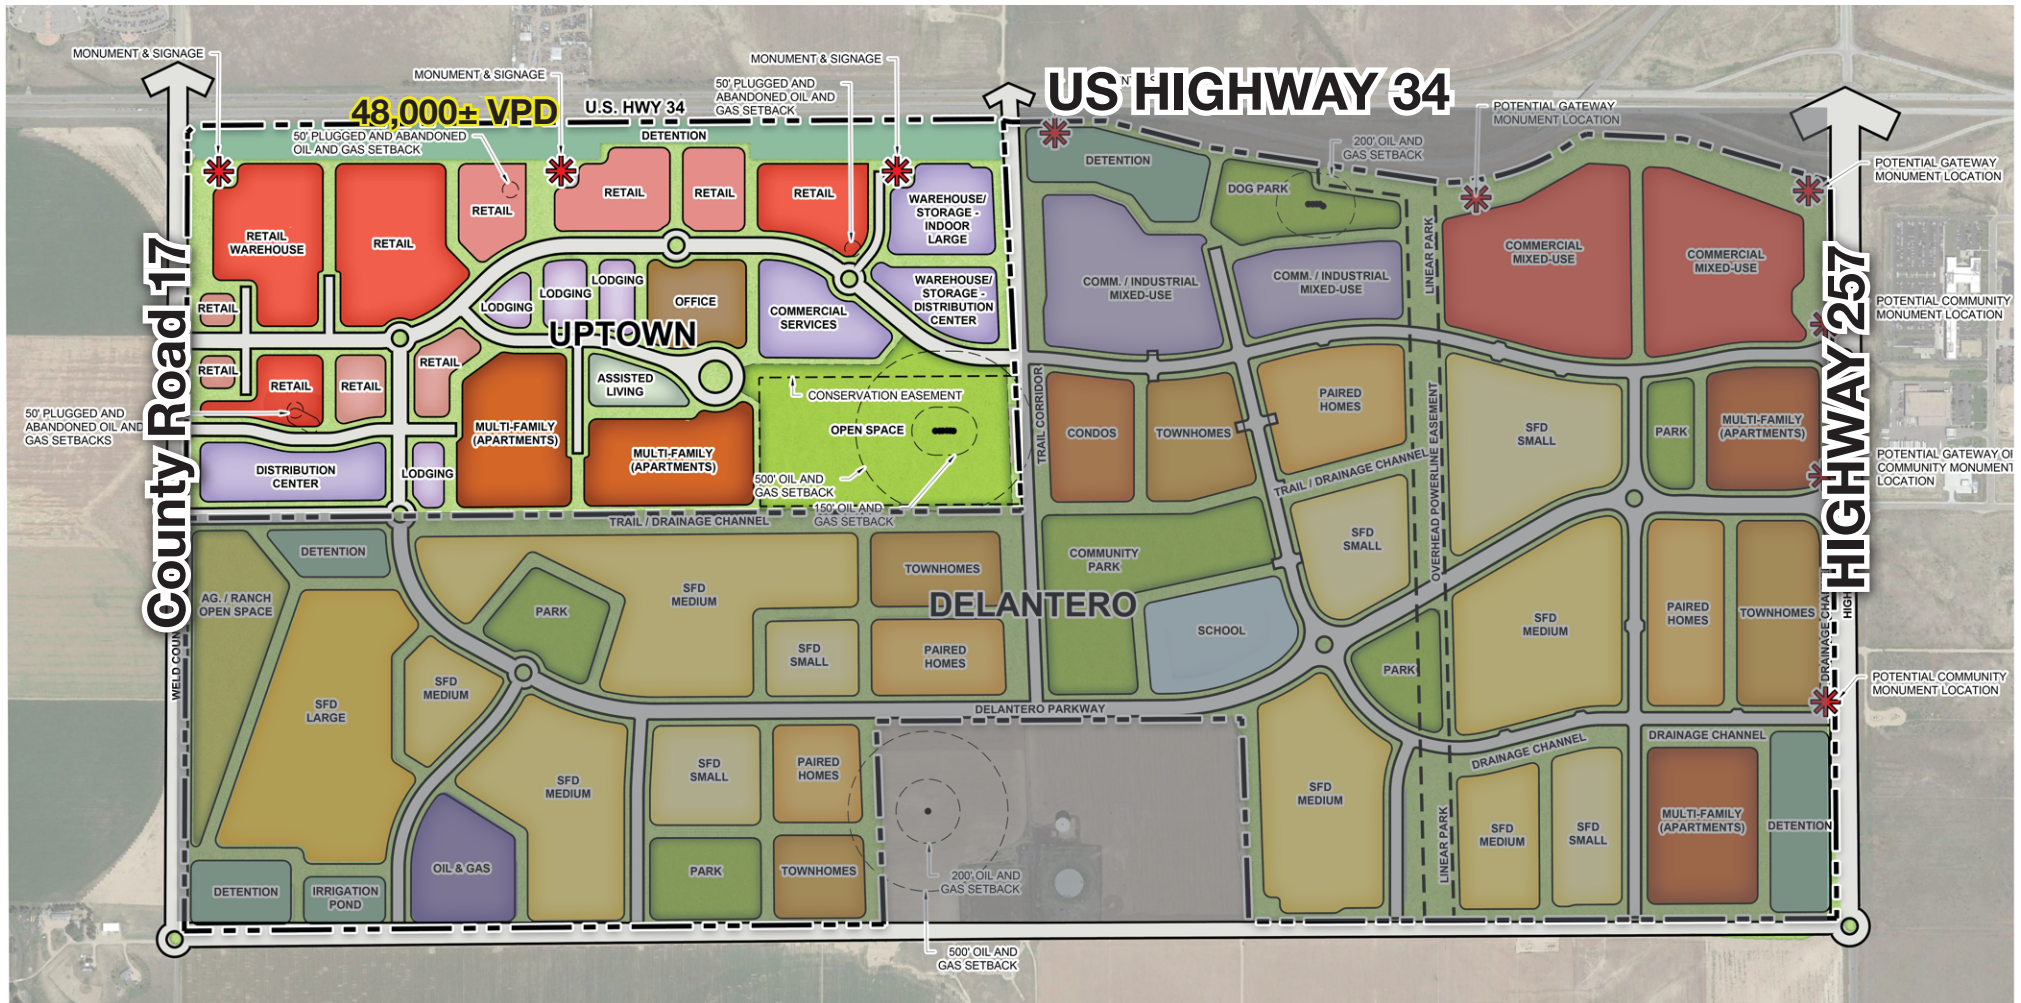 MONUMENT & SIGNAGE
MONUMENT & SIGNAGE
MONUMENT & SIGNAGE
48,000± VPD
U.S. HWY 34
50' PLUGGED AND
ABANDONED OIL AND
GAS SETBACK
US HIGHWAY 34
POTENTIAL GATEWAY
MONUMENT LOCATION
50' PLUGGED AND ABANDONED
OIL AND GAS SETBACK
DETENTION
200' OIL AND
GAS SETBACK
POTENTIAL GATEWAY
MONUMENT LOCATION
DETENTION
DOG PARK
RETAIL
RETAIL
RETAIL
RETAIL
WAREHOUSE/
STORAGE -
INDOOR
LARGE
RETAIL
WAREHOUSE
RETAIL
LINEAR PARK
COMMERCIAL
MIXED-USE
COMMERCIAL
MIXED-USE
County Road 17
HIGHWAY 257
RETAIL
LODGING
LODGING
LODGING
OFFICE
COMMERCIAL
SERVICES
WAREHOUSE/
STORAGE -
DISTRIBUTION
CENTER
COMM. / INDUSTRIAL
MIXED-USE
COMM. / INDUSTRIAL
MIXED-USE
POTENTIAL COMMUNITY
MONUMENT LOCATION
UPTOWN
RETAIL
RETAIL
RETAIL
RETAIL
ASSISTED
LIVING
CONSERVATION EASEMENT
TRAIL CORRIDOR
PAIRED
HOMES
50' PLUGGED AND
ABANDONED OIL AND
GAS SETBACKS
MULTI-FAMILY
(APARTMENTS)
OPEN SPACE
CONDOS
TOWNHOMES
OVERHEAD POWERLINE EASEMENT
SFD
SMALL
PARK
MULTI-FAMILY
(APARTMENTS)
DISTRIBUTION
CENTER
LODGING
MULTI-FAMILY
(APARTMENTS)
500' OIL AND
GAS SETBACK
TRAIL / DRAINAGE CHANNEL
POTENTIAL GATEWAY OR
COMMUNITY MONUMENT
LOCATION
150' OIL AND
GAS SETBACK
TRAIL / DRAINAGE CHANNEL
DETENTION
SFD
MEDIUM
TOWNHOMES
COMMUNITY
PARK
SFD
SMALL
AG. / RANCH
OPEN SPACE
PARK
DELANTERO
SCHOOL
SFD
MEDIUM
PAIRED
HOMES
TOWNHOMES
HIGH
WELD COUN
SFD
SMALL
PAIRED
HOMES
PARK
DRAINAGE CHA
SFD
LARGE
SFD
MEDIUM
POTENTIAL COMMUNITY
MONUMENT LOCATION
DELANTERO PARKWAY
DRAINAGE CHANNEL
DRAINAGE CHANNEL
SFD
MEDIUM
SFD
SMALL
PAIRED
HOMES
SFD
MEDIUM
LINEAR PARK
SFD
MEDIUM
SFD
SMALL
MULTI-FAMILY
(APARTMENTS)
DETENTION
OIL & GAS
PARK
TOWNHOMES
200' OIL AND
GAS SETBACK
DETENTION
IRRIGATION
POND
500' OIL AND
GAS SETBACK